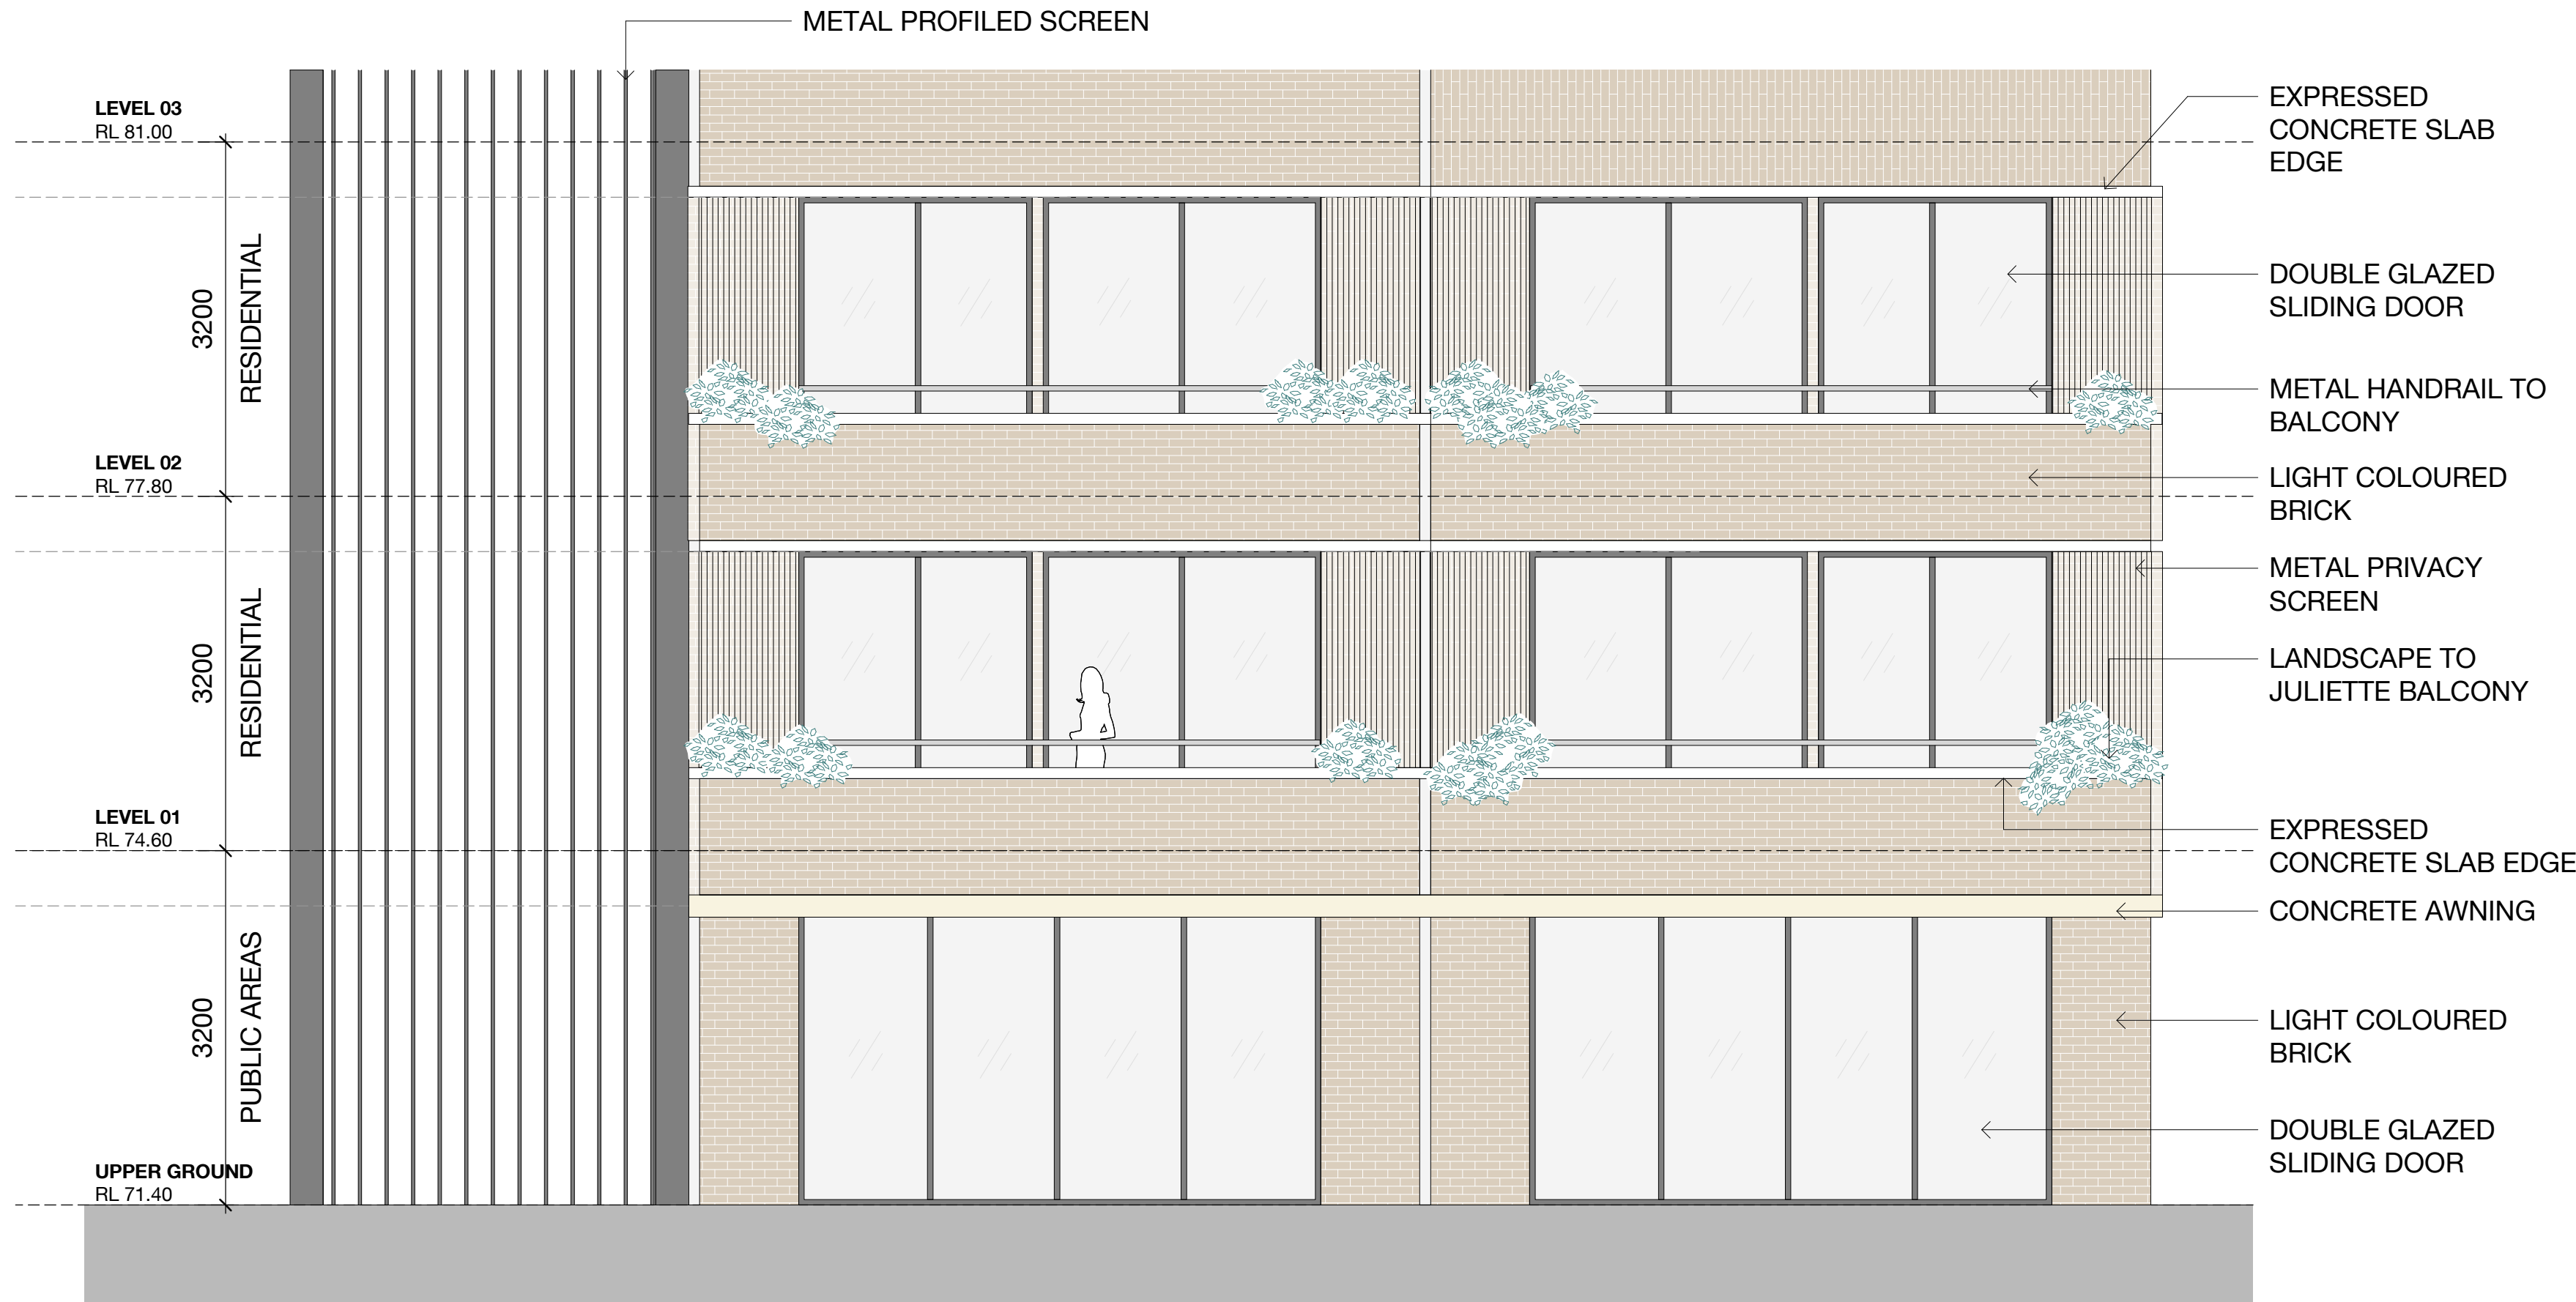 METAL PROFILED SCREEN
LEVEL 03
RL 81.00
EXPRESSED
CONCRETE SLAB
EDGE
3200
RESIDENTIAL
DOUBLE GLAZED
SLIDING DOOR
METAL HANDRAIL TO
BALCONY
LEVEL 02
RL 77.80
LIGHT COLOURED
BRICK
METAL PRIVACY
SCREEN
3200
RESIDENTIAL
LANDSCAPE TO
JULIETTE BALCONY
LEVEL 01
RL 74.60
EXPRESSED
CONCRETE SLAB EDGE
CONCRETE AWNING
3200
PUBLIC AREAS
LIGHT COLOURED
BRICK
DOUBLE GLAZED
SLIDING DOOR
UPPER GROUND
RL 71.40